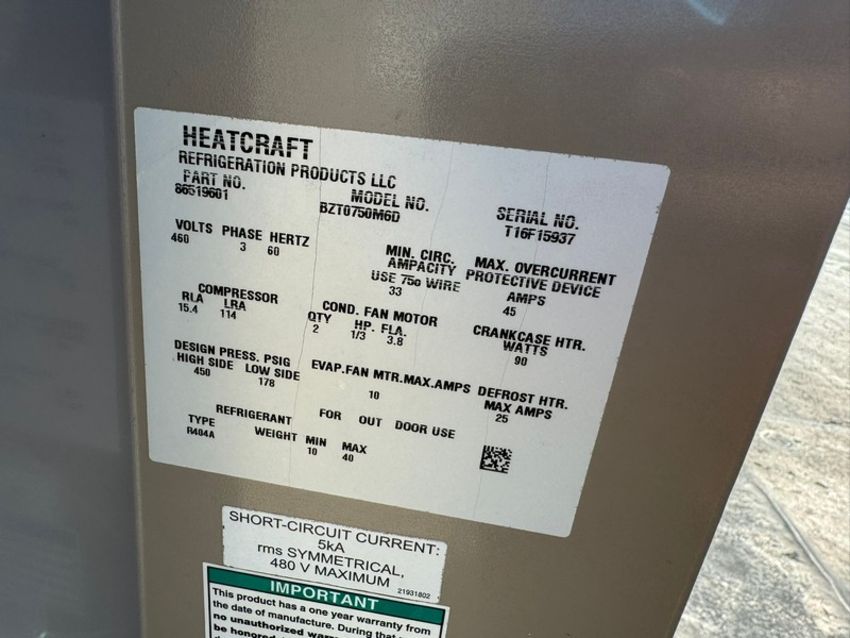 HEATCRAFT
REFRIGERATION PRODUCTS LLC
PART NO. MODEL NO. SERIAL NO.
86519601 BZT0750M6D T16F15937
VOLTS PHASE HERTZ MIN. CIRC. MAX. OVERCURRENT
460 3 60 AMPACITY PROTECTIVE DEVICE
USE 75o WIRE AMPS
33 45
COMPRESSOR COND. FAN MOTOR CRANKCASE HTR.
RLA LRA QTY HP. FLA. WATTS
15.4 114 2 1/3 3.8 90
DESIGN PRESS. PSIG EVAP.FAN MTR.MAX.AMPS DEFROST HTR.
HIGH SIDE LOW SIDE 10 MAX AMPS
450 178 25
REFRIGERANT FOR OUT DOOR USE
TYPE WEIGHT MIN MAX
R404A 10 40
SHORT-CIRCUIT CURRENT:
5kA
rms SYMMETRICAL,
480 V MAXIMUM
21931802
IMPORTANT
This product has a one year warranty from
the date of manufacture. During that
no unauthorized
be honored